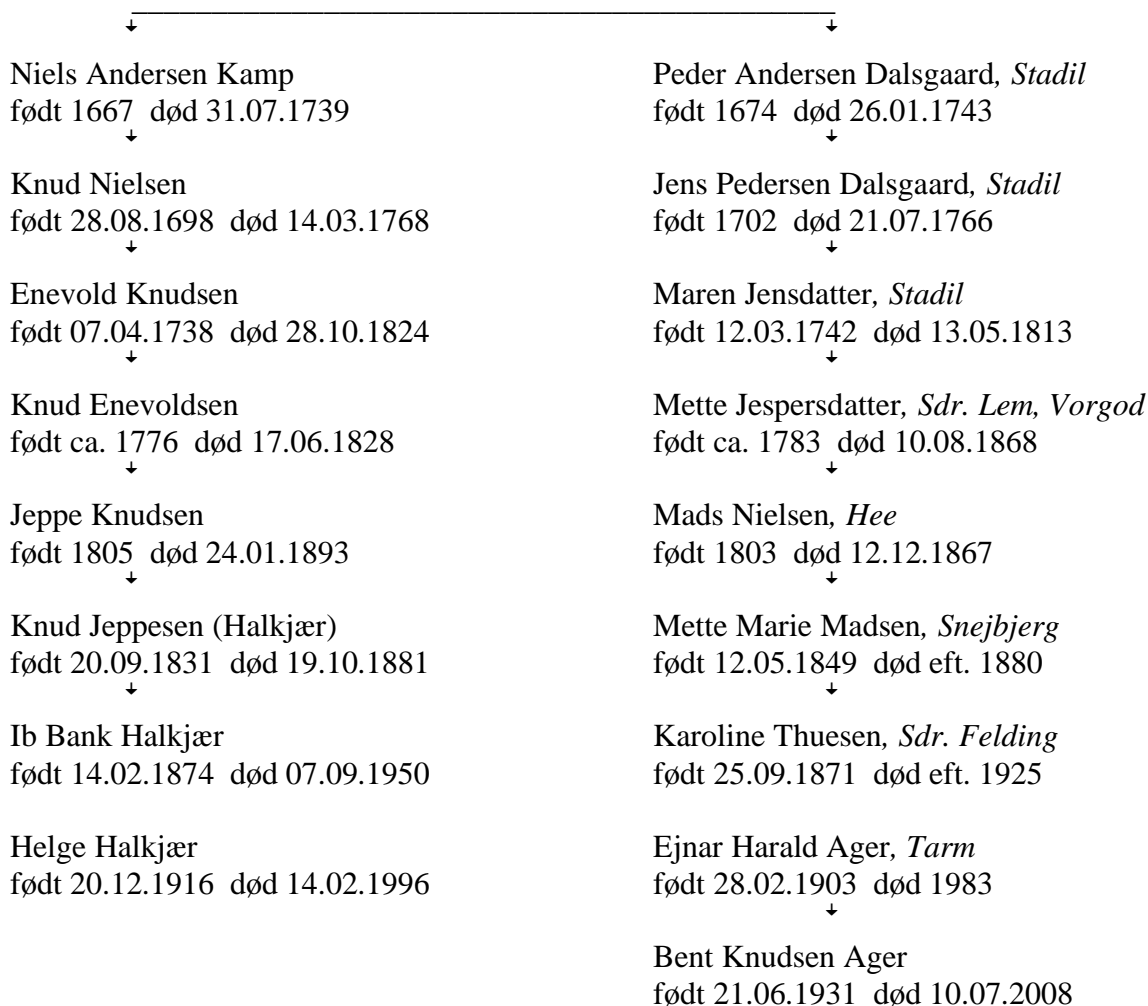 Niels Andersen Kamp
født 1667 død 31.07.1739
Knud Nielsen
født 28.08.1698 død 14.03.1768
Enevold Knudsen
født 07.04.1738 død 28.10.1824
Knud Enevoldsen
født ca. 1776 død 17.06.1828
Jeppe Knudsen
født 1805 død 24.01.1893
Knud Jeppesen (Halkjær)
født 20.09.1831 død 19.10.1881
Ib Bank Halkjær
født 14.02.1874 død 07.09.1950
Helge Halkjær
født 20.12.1916 død 14.02.1996
Peder Andersen Dalsgaard, Stadil
født 1674 død 26.01.1743
Jens Pedersen Dalsgaard, Stadil
født 1702 død 21.07.1766
Maren Jensdatter, Stadil
født 12.03.1742 død 13.05.1813
Mette Jespersdatter, Sdr. Lem, Vorgod
født ca. 1783 død 10.08.1868
Mads Nielsen, Hee
født 1803 død 12.12.1867
Mette Marie Madsen, Snejbjerg
født 12.05.1849 død eft. 1880
Karoline Thuesen, Sdr. Felding
født 25.09.1871 død eft. 1925
Ejnar Harald Ager, Tarm
født 28.02.1903 død 1983
Bent Knudsen Ager
født 21.06.1931 død 10.07.2008